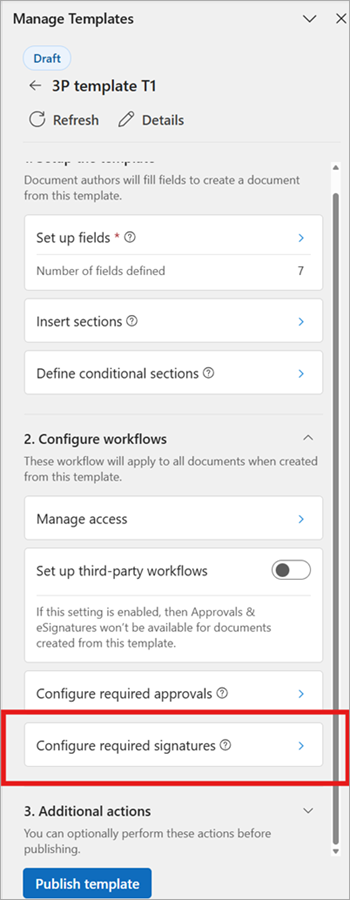 Manage Templates
Draft
3P template T1
Refresh
Details
Document authors will fill fields to create a document
from this template.
Set up fields *
Number of fields defined 7
Insert sections
Define conditional sections
2. Configure workflows
These workflow will apply to all documents when created
from this template.
Manage access
Set up third-party workflows
If this setting is enabled, then Approvals &
eSignatures won't be available for documents
created from this template.
Configure required approvals
Configure required signatures
3. Additional actions
You can optionally perform these actions before
publishing.
Publish template